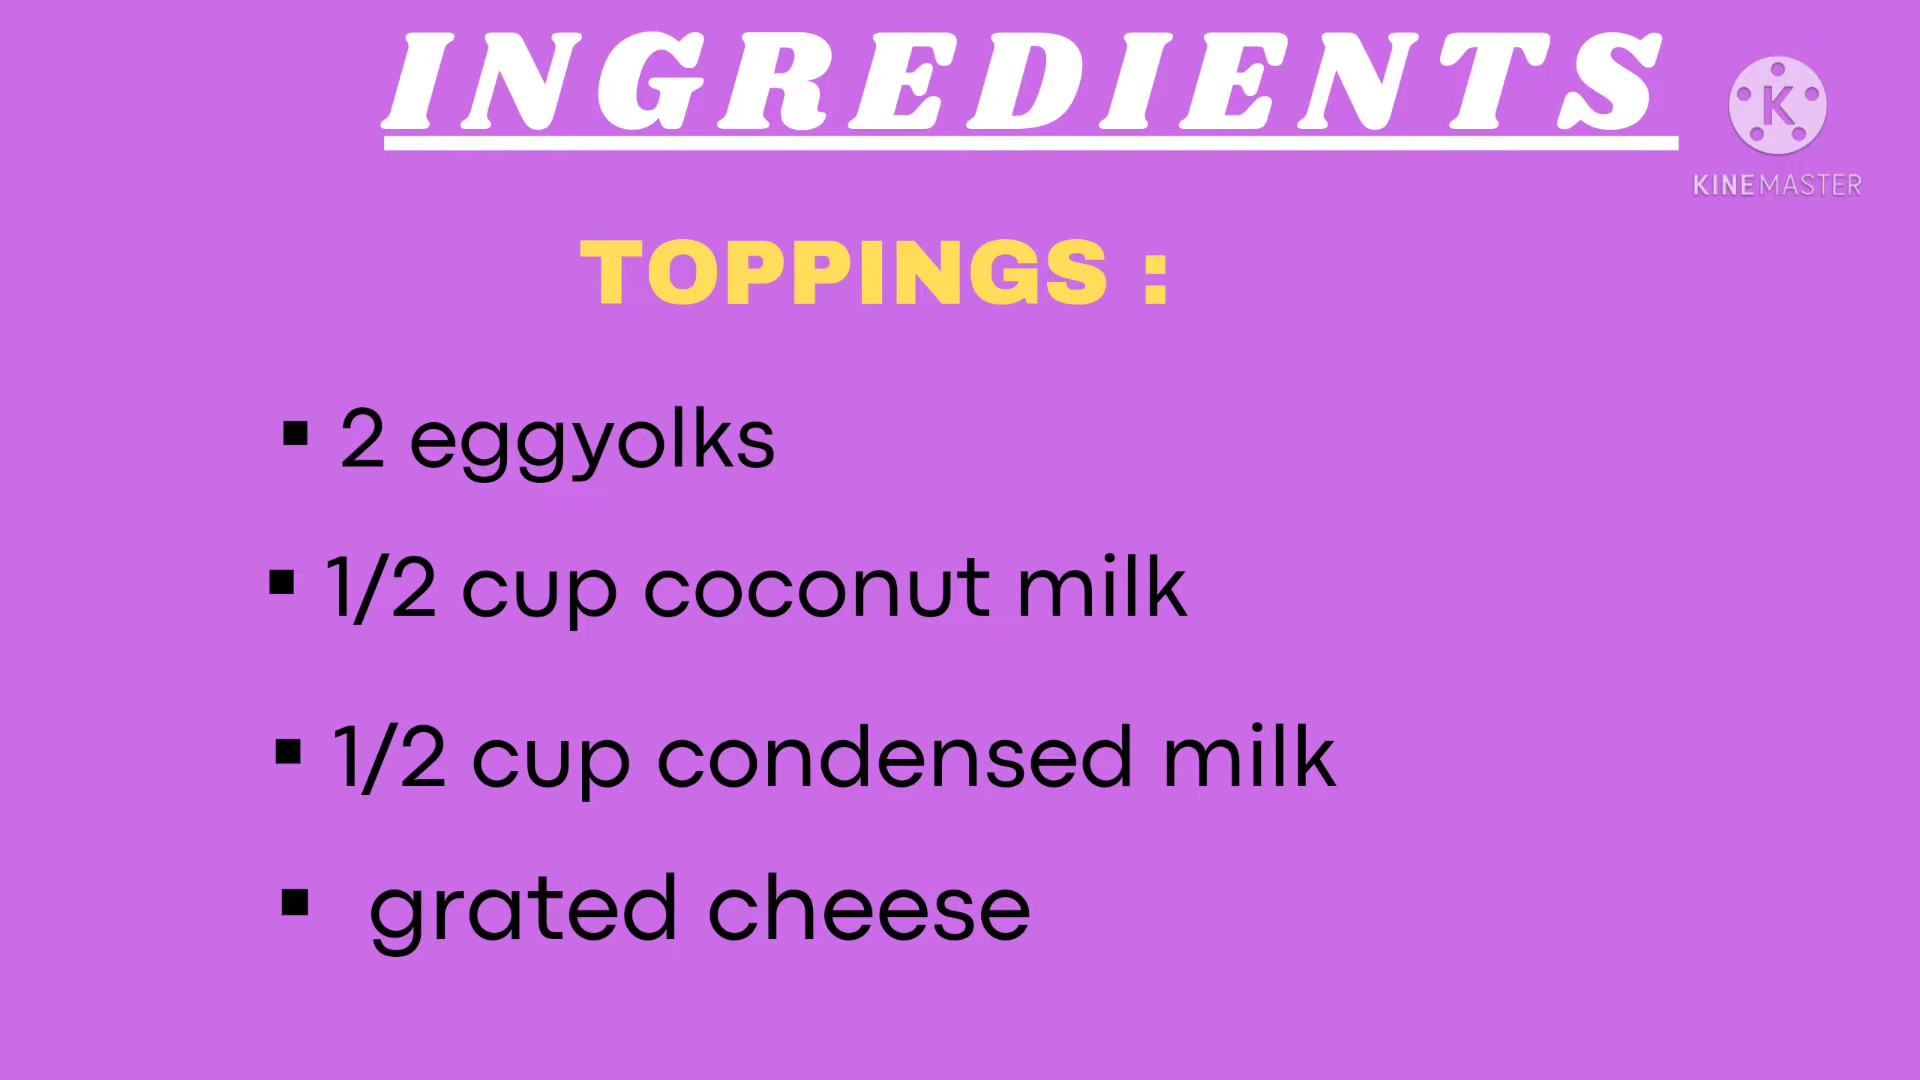 INGREDIENTS
KINEMASTER
TOPPINGS :
▪ 2 eggyolks
▪ 1/2 cup coconut milk
▪ 1/2 cup condensed milk
▪ grated cheese